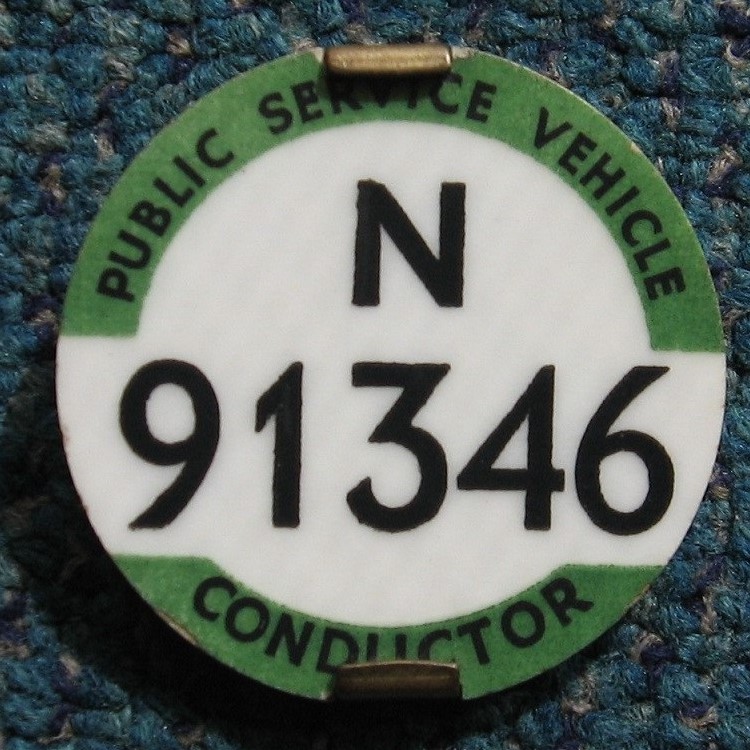 PUBLIC SERVICE VEHICLE
N
91346
CONDUCTOR